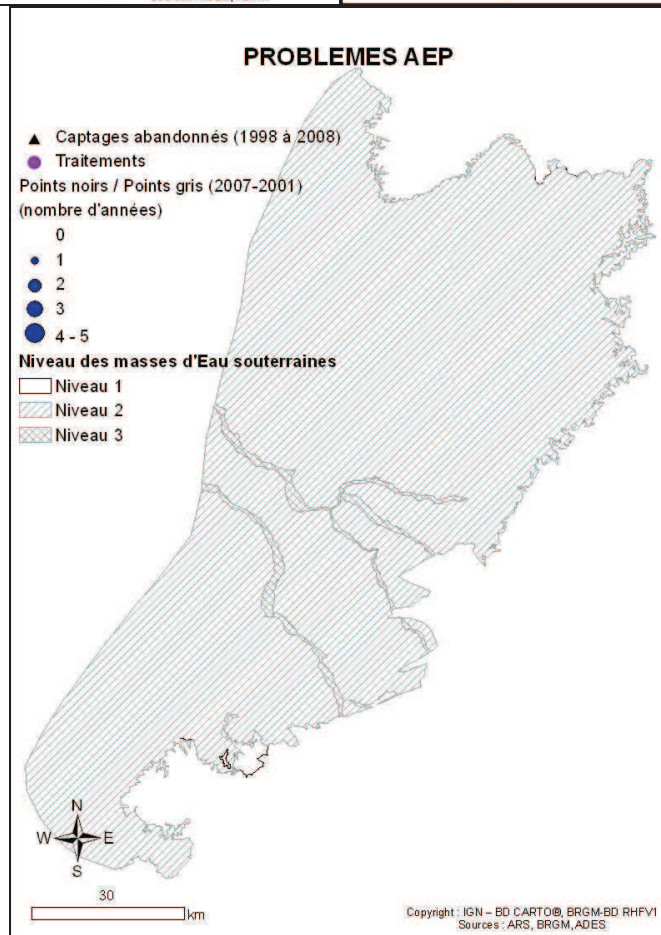 PROBLEMES AEP
Captages abandonnés (1998 à 2008)
Traitements
Points noirs / Points gris (2007-2001)
(nombre d'années)
0
1
2
3
4 - 5
Niveau des masses d'Eau souterraines
Niveau 1
Niveau 2
Niveau 3
N
W E
S
30
km
Copyright : IGN – BD CARTO®, BRGM-BD RHFV1
Sources : ARS, BRGM, ADES